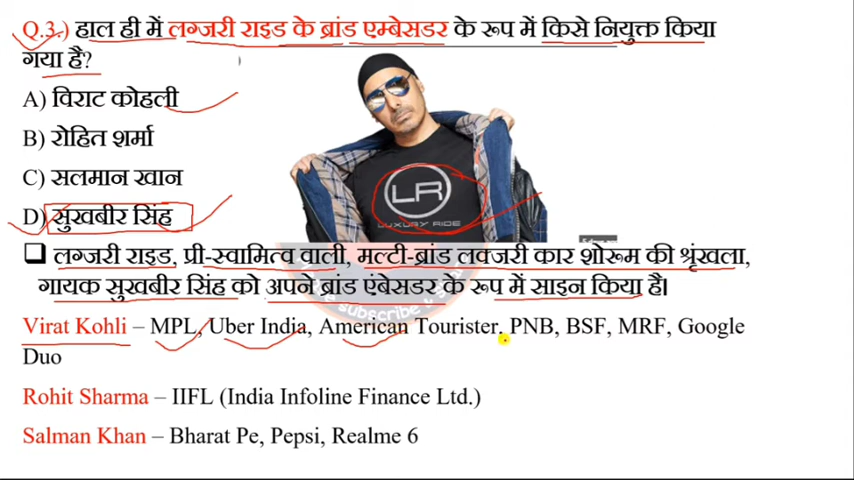 Q.3.) हाल ही में लग्जरी राइड के ब्रांड एम्बेसडर के रूप में किसे नियुक्त किया
गया है?
A) विराट कोहली
B) रोहित शर्मा
C) सलमान खान
D) सुखबीर सिंह
LR
LUXURY RIDE
लग्जरी राइड, प्री-स्वामित्व वाली, मल्टी-ब्रांड लक्जरी कार शोरूम की श्रृंखला,
गायक सुखबीर सिंह को अपने ब्रांड एंबेसडर के रूप में साइन किया है।
Virat Kohli – MPL, Uber India, American Tourister. PNB, BSF, MRF, Google
Duo
Rohit Sharma – IIFL (India Infoline Finance Ltd.)
Salman Khan – Bharat Pe, Pepsi, Realme 6